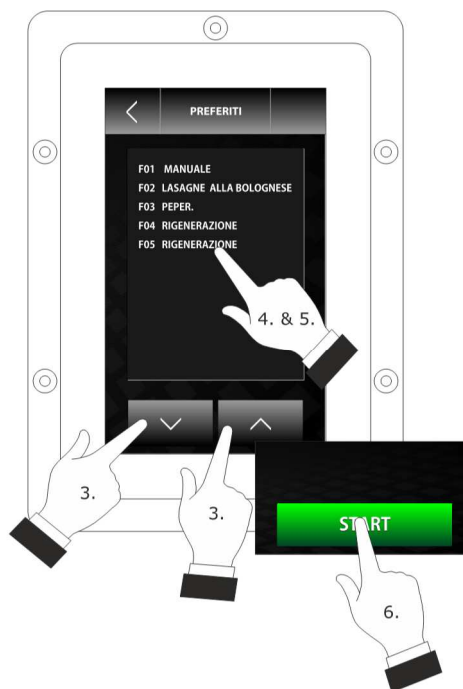 PREFERITI
F01 MANUALE
F02 LASAGNE ALLA BOLOGNESE
F03 PEPER.
F04 RIGENERAZIONE
F05 RIGENERAZIONE
4. & 5.
3.
3.
START
6.